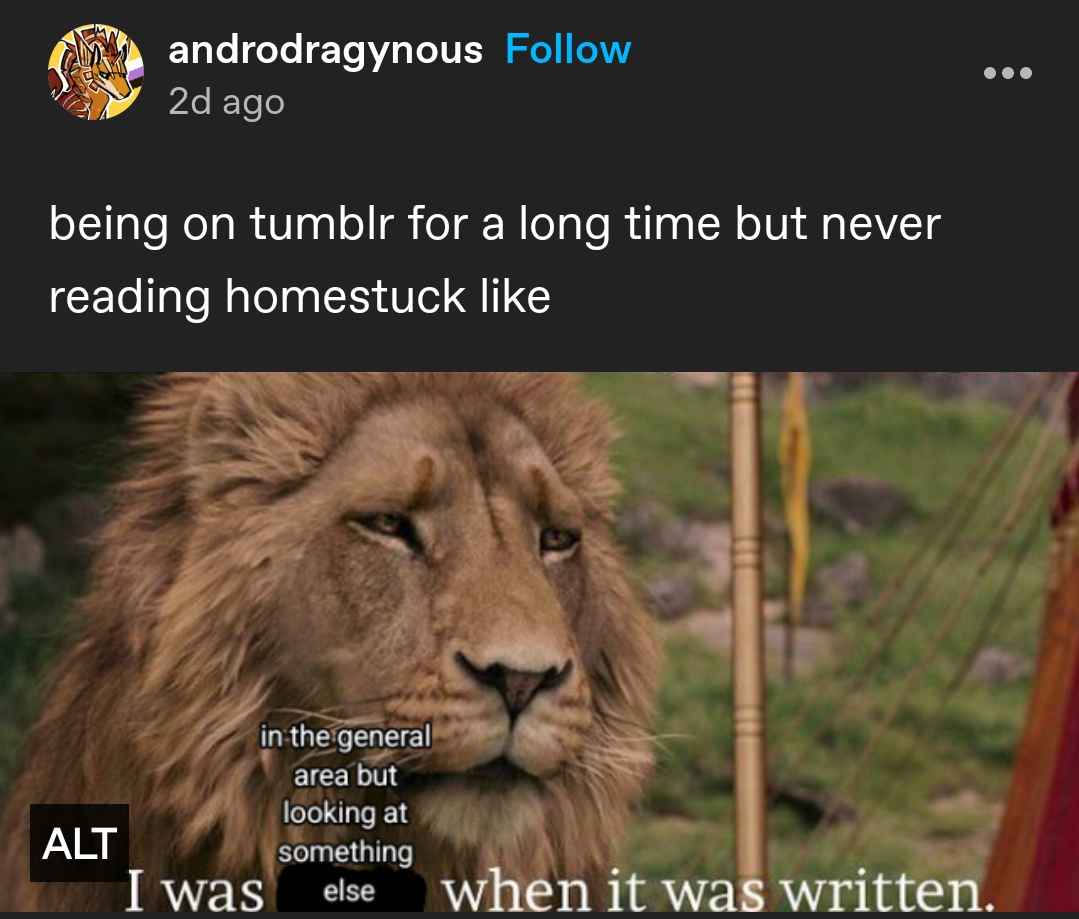 androdragynous Follow
2d ago
being on tumblr for a long time but never
reading homestuck like
in the general
area but
looking at
something
else
ALT
I was when it was written.